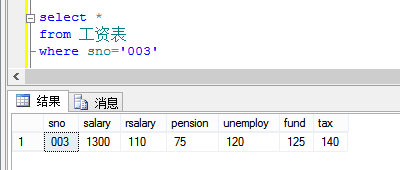 select *
from 工资表
where sno='003'
结果 消息
sno salary rsalary pension unemploy fund tax
1 003 1300 110 75 120 125 140